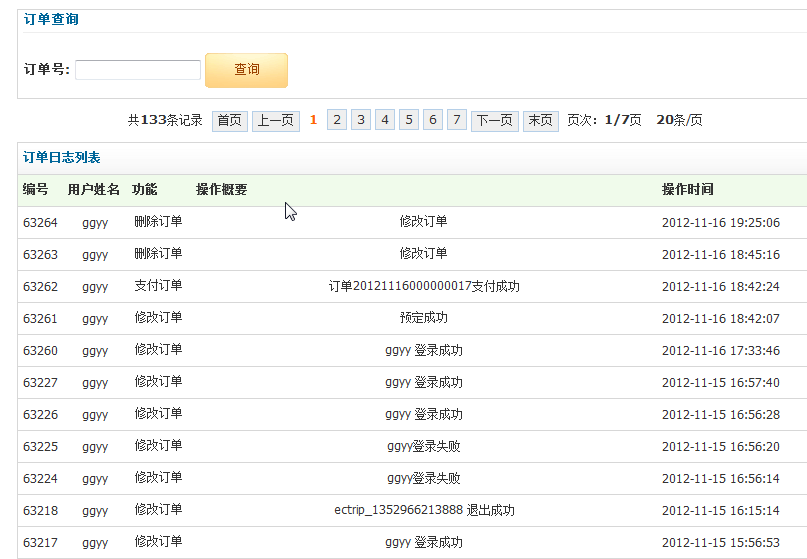 订单查询
订单号: 查询
共133条记录 首页 上一页 1 2 3 4 5 6 7 下一页 末页 页次: 1/7页 20条/页
订单日志列表
编号 用户姓名 功能 操作概要 操作时间
63264 ggyy 删除订单 修改订单 2012-11-16 19:25:06
63263 ggyy 删除订单 修改订单 2012-11-16 18:45:16
63262 ggyy 支付订单 订单20121116000000017支付成功 2012-11-16 18:42:24
63261 ggyy 修改订单 预定成功 2012-11-16 18:42:07
63260 ggyy 修改订单 ggyy 登录成功 2012-11-16 17:33:46
63227 ggyy 修改订单 ggyy 登录成功 2012-11-15 16:57:40
63226 ggyy 修改订单 ggyy 登录成功 2012-11-15 16:56:28
63225 ggyy 修改订单 ggyy登录失败 2012-11-15 16:56:20
63224 ggyy 修改订单 ggyy登录失败 2012-11-15 16:56:14
63218 ggyy 修改订单 ectrip_1352966213888 退出成功 2012-11-15 16:15:14
63217 ggyy 修改订单 ggyy 登录成功 2012-11-15 15:56:53